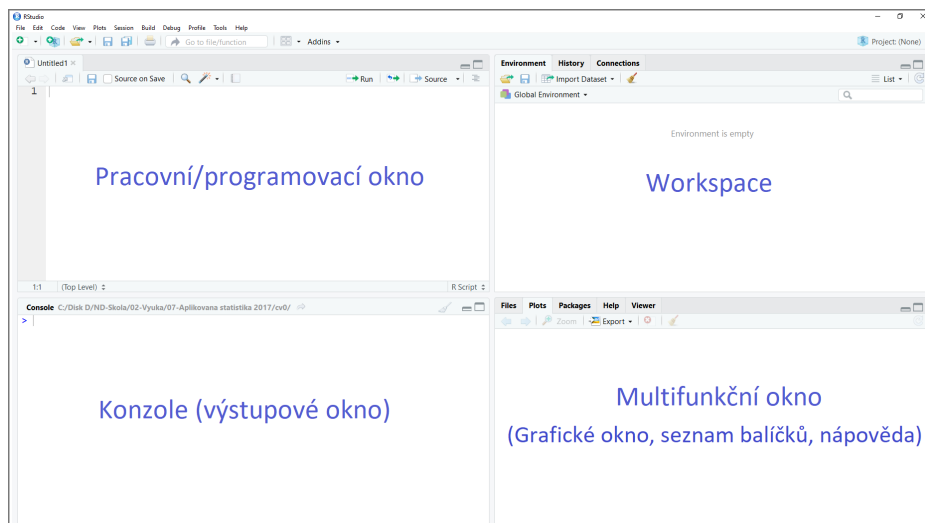 RStudio
File Edit Code View Plots Session Build Debug Profile Tools Help
Go to file/function Addins Project: (None)
Untitled1
Source on Save Run Source
1
Pracovní/programovací okno
1:1 (Top Level) R Script
Environment History Connections
Import Dataset List
Global Environment
Environment is empty
Workspace
Console C:/Disk D/ND-Skola/02-Vyuka/07-Aplikovana statistika 2017/cv0/
>
Konzole (výstupové okno)
Files Plots Packages Help Viewer
Zoom Export
Multifunkční okno
(Grafické okno, seznam balíčků, nápověda)